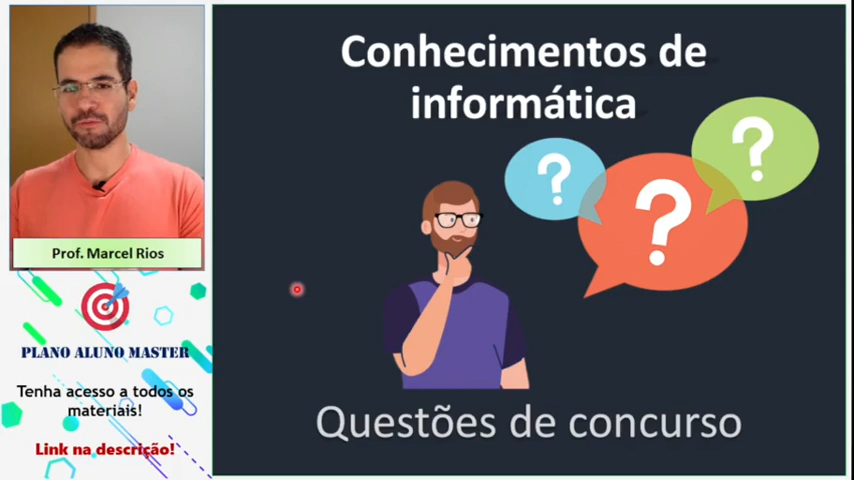 Prof. Marcel Rios
PLANO ALUNO MASTER
Tenha acesso a todos os
materiais!
Link na descrição!
Conhecimentos de
informática
?
?
?
Questões de concurso